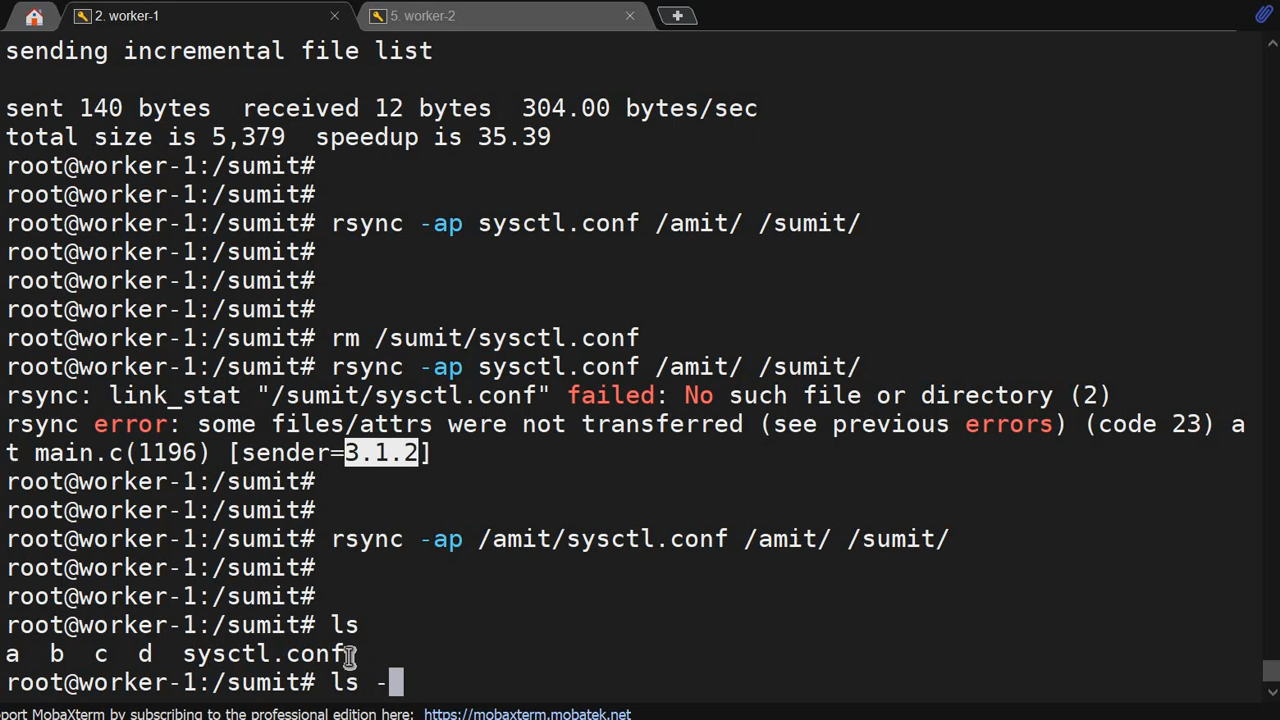 2. worker-1
5. worker-2
sending incremental file list
sent 140 bytes  received 12 bytes  304.00 bytes/sec
total size is 5,379  speedup is 35.39
root@worker-1:/sumit#
root@worker-1:/sumit#
root@worker-1:/sumit# rsync -ap sysctl.conf /amit/ /sumit/
root@worker-1:/sumit#
root@worker-1:/sumit#
root@worker-1:/sumit#
root@worker-1:/sumit# rm /sumit/sysctl.conf
root@worker-1:/sumit# rsync -ap sysctl.conf /amit/ /sumit/
rsync: link_stat "/sumit/sysctl.conf" failed: No such file or directory (2)
rsync error: some files/attrs were not transferred (see previous errors) (code 23) a
t main.c(1196) [sender=3.1.2]
root@worker-1:/sumit#
root@worker-1:/sumit#
root@worker-1:/sumit# rsync -ap /amit/sysctl.conf /amit/ /sumit/
root@worker-1:/sumit#
root@worker-1:/sumit#
root@worker-1:/sumit# ls
a  b  c  d  sysctl.conf
root@worker-1:/sumit# ls -
port MobaXterm by subscribing to the professional edition here: https://mobaxterm.mobatek.net